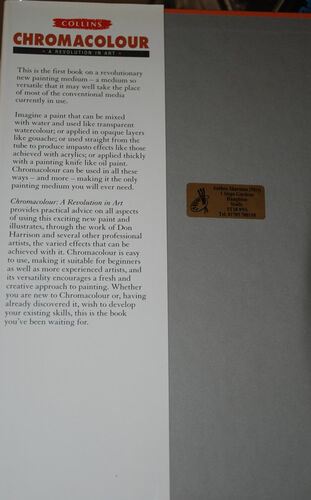 COLLINS
CHROMACOLOUR
- A REVOLUTION IN ART -
This is the first book on a revolutionary
new painting medium – a medium so
versatile that it may well take the place
of most of the conventional media
currently in use.
Imagine a paint that can be mixed
with water and used like transparent
watercolour; or applied in opaque layers
like gouache; or used straight from the
tube to produce impasto effects like those
achieved with acrylics; or applied thickly
with a painting knife like oil paint.
Chromacolour can be used in all these
ways – and more – making it the only
painting medium you will ever need.
Chromacolour: A Revolution in Art
provides practical advice on all aspects
of using this exciting new paint and
illustrates, through the work of Don
Harrison and several other professional
artists, the varied effects that can be
achieved with it. Chromacolour is easy
to use, making it suitable for beginners
as well as more experienced artists, and
its versatility encourages a fresh and
creative approach to painting. Whether
you are new to Chromacolour or, having
already discovered it, wish to develop
your existing skills, this is the book
you've been waiting for.